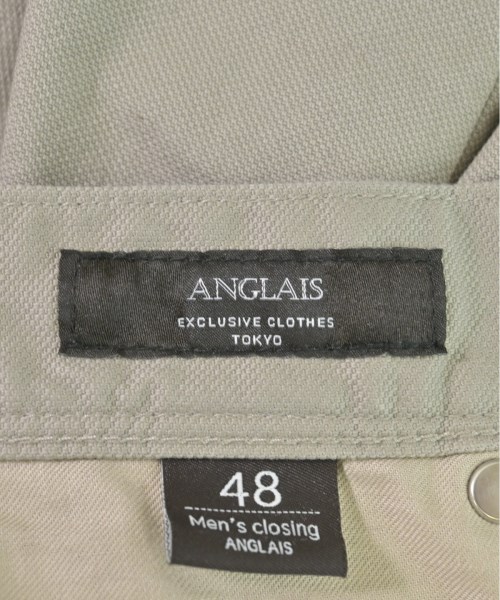 ANGLAIS
EXCLUSIVE CLOTHES
TOKYO
48
Men's closing
ANGLAIS